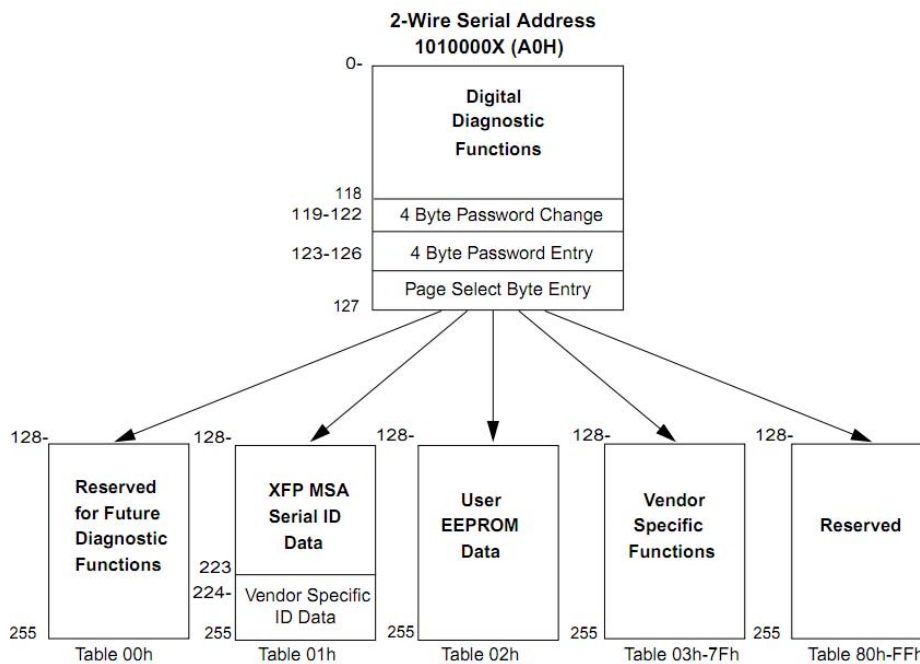 2-Wire Serial Address
1010000X (A0H)
0-
Digital
Diagnostic
Functions
118
119-122
4 Byte Password Change
123-126
4 Byte Password Entry
Page Select Byte Entry
127
128-
128-
128-
128-
128-
Reserved
for Future
Diagnostic
Functions
255
Table 00h
XFP MSA
Serial ID
Data
223
224-
Vendor Specific
ID Data
255
Table 01h
User
EEPROM
Data
255
Table 02h
Vendor
Specific
Functions
255
Table 03h-7Fh
Reserved
255
Table 80h-FFh